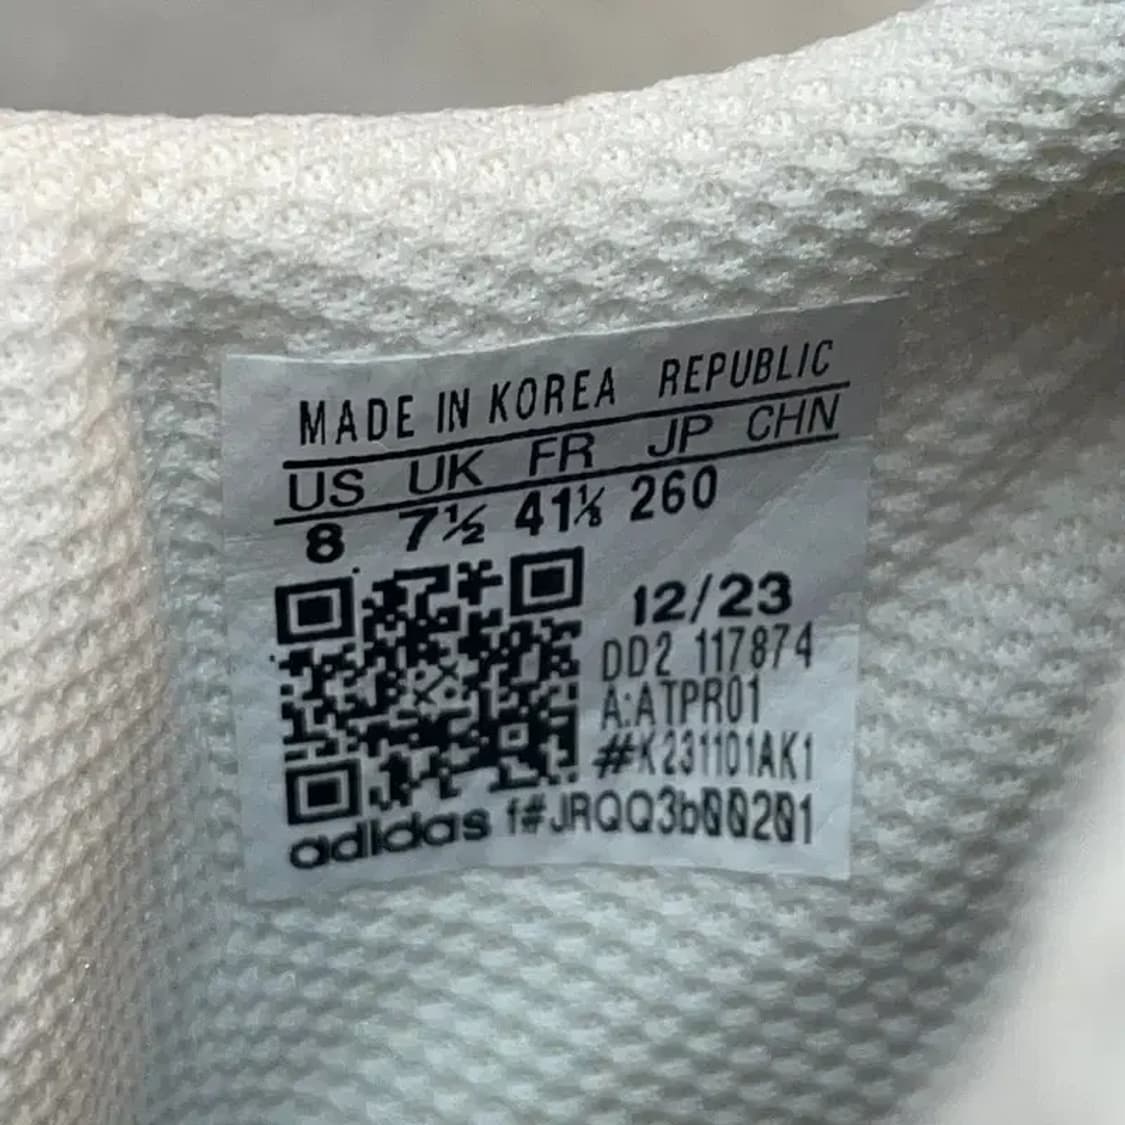 MADE IN KOREA REPUBLIC
US UK FR JP CHN
8 7½ 41⅓ 260
12/23
DD2 117874
A:ATPR01
#K231101AK1
adidas f#JRQQ3b00201